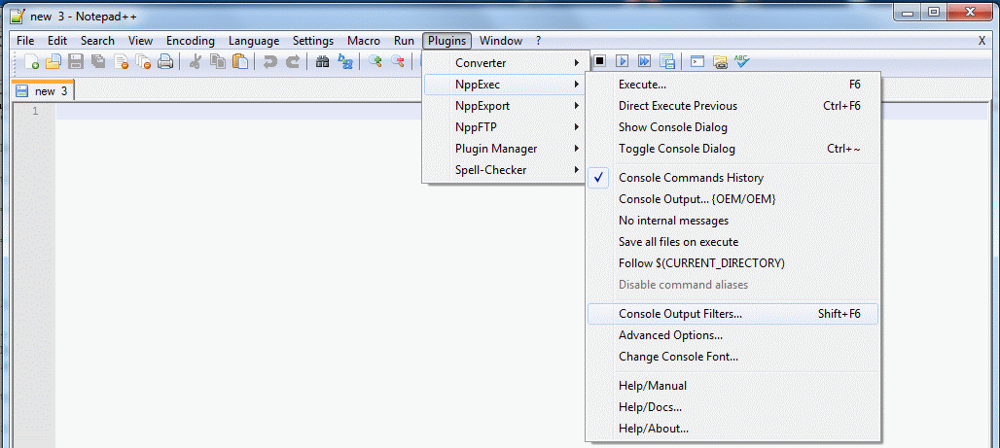 new 3 - Notepad++
File Edit Search View Encoding Language Settings Macro Run Plugins Window ? X
new 3
1
Converter
NppExec
NppExport
NppFTP
Plugin Manager
Spell-Checker
Execute... F6
Direct Execute Previous Ctrl+F6
Show Console Dialog
Toggle Console Dialog Ctrl+~
Console Commands History
Console Output... {OEM/OEM}
No internal messages
Save all files on execute
Follow $(CURRENT_DIRECTORY)
Disable command aliases
Console Output Filters... Shift+F6
Advanced Options...
Change Console Font...
Help/Manual
Help/Docs...
Help/About...